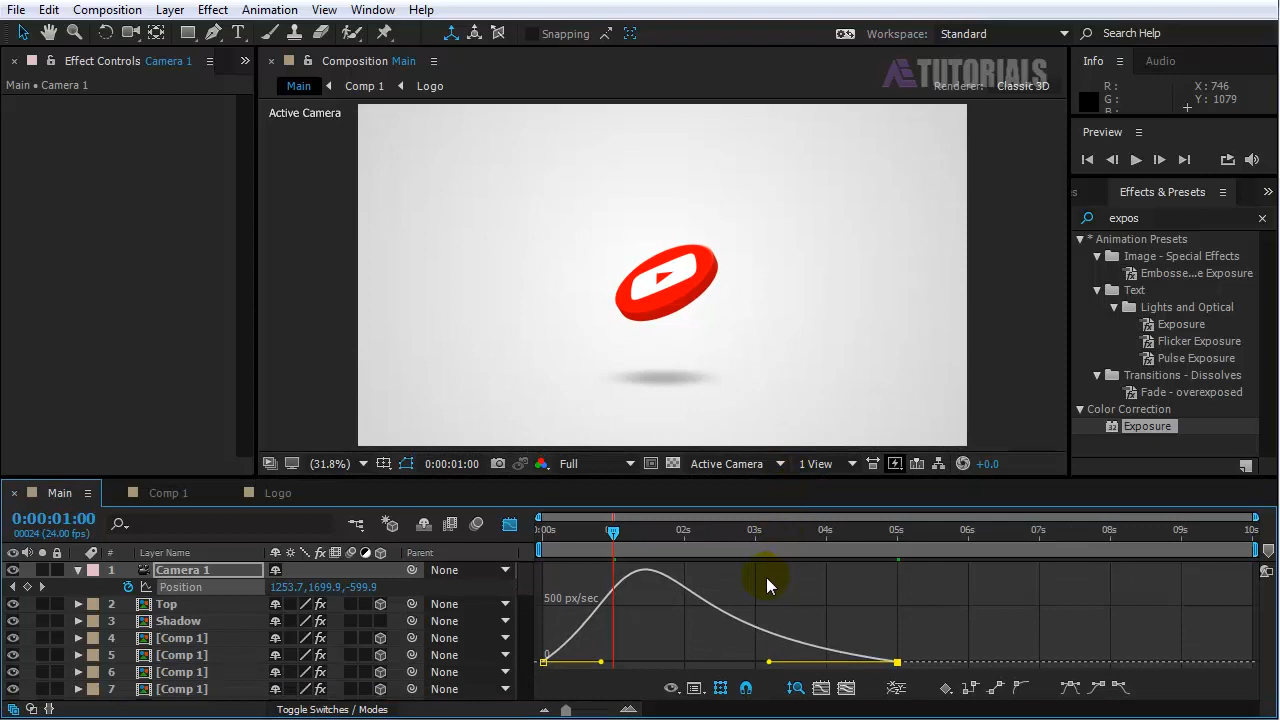 File Edit Composition Layer Effect Animation View Window Help
Snapping Workspace: Standard Search Help
Effect Controls Camera 1
Main • Camera 1
Composition Main
Main Comp 1 Logo
ÆTUTORIALS
Renderer: Classic 3D
Active Camera
Info Audio
R: X: 746
G: Y: 1079
B:
Preview
Effects & Presets
expos
* Animation Presets
Image - Special Effects
Embosse...e Exposure
Text
Lights and Optical
Exposure
Flicker Exposure
Pulse Exposure
Transitions - Dissolves
Fade - overexposed
Color Correction
Exposure
(31.8%) 0:00:01:00 Full Active Camera 1 View +0.0
Main Comp 1 Logo
0:00:01:00
00024 (24.00 fps)
# Layer Name Parent
1 Camera 1 None
Position 1253.7,1699.9,-599.9
2 Top None
3 Shadow None
4 [Comp 1] None
5 [Comp 1] None
6 [Comp 1] None
7 [Comp 1] None
02s 03s 04s 05s 06s 07s 08s 09s 10s
500 px/sec
0
Toggle Switches / Modes